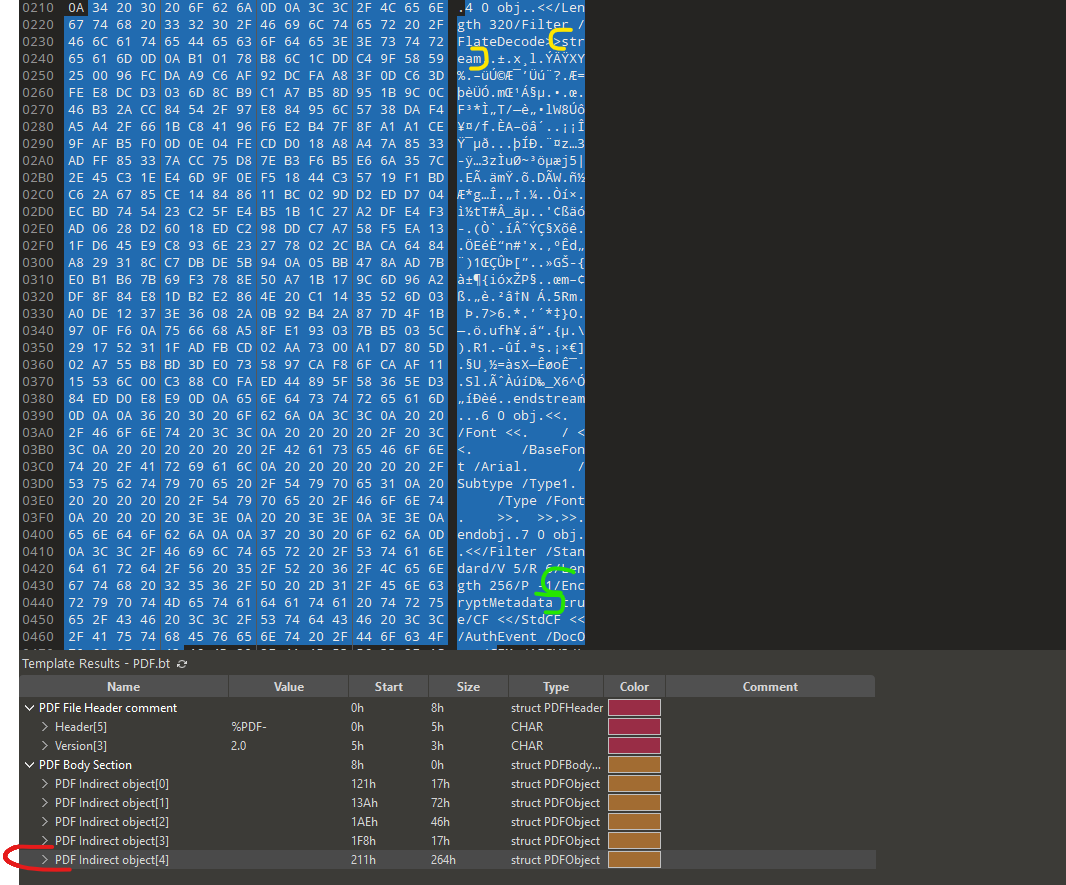 0210 0A 34 20 30 20 6F 62 6A 0D 0A 3C 3C 2F 4C 65 6E .4 0 obj..<</Len
0220 67 74 68 20 33 32 30 2F 46 69 6C 74 65 72 20 2F gth 320/Filter /
0230 46 6C 61 74 65 44 65 63 6F 64 65 3E 3E 73 74 72 FlateDecode>>str
0240 65 61 6D 0D 0A B1 01 78 B8 6C 1C DD C4 9F 58 59 eam..±.x¸l.ÝÄŸXY
0250 25 00 96 FC DA A9 C6 AF 92 DC FA A8 3F 0D C6 3D %.–üÚ©Æ¯’Üú¨?.Æ=
0260 FE E8 DC D3 03 6D 8C B9 C1 A7 B5 8D 95 1B 9C 0C þèÜÓ.mŒ¹Á§µ.•.œ.
0270 46 B3 2A CC 84 54 2F 97 E8 84 95 6C 57 38 DA F4 F³*Ì„T/—è„•lW8Úô
0280 A5 A4 2F 66 1B C8 41 96 F6 E2 B4 7F 8F A1 A1 CE ¥¤/f.ÈA–öâ´..¡¡Î
0290 9F AF B5 F0 0D 0E 04 FE CD D0 18 A8 A4 7A 85 33 Ÿ¯µð...þÍÐ.¨¤z…3
02A0 AD FF 85 33 7A CC 75 D8 7E B3 F6 B5 E6 6A 35 7C -ÿ…3zÌuØ~³öµæj5|
02B0 2E 45 C3 1E E4 6D 9F 0E F5 18 44 C3 57 19 F1 BD .EÃ.ämŸ.õ.DÃW.ñ½
02C0 C6 2A 67 85 CE 14 84 86 11 BC 02 9D D2 ED D7 04 Æ*g…Î.„†.¼..Òí×.
02D0 EC BD 74 54 23 C2 5F E4 B5 1B 1C 27 A2 DF E4 F3 ì½tT#Â_äµ..'¢ßäó
02E0 AD 06 28 D2 60 18 ED C2 98 DD C7 A7 58 F5 EA 13 -.(Ò`.íÂ˜ÝÇ§Xõê.
02F0 1F D6 45 E9 C8 93 6E 23 27 78 02 2C BA CA 64 84 .ÖEéÈ“n#'x.,ºÊd„
0300 A8 29 31 8C C7 DB DE 5B 94 0A 05 BB 47 8A AD 7B ¨)1ŒÇÛÞ[”..»GŠ-{
0310 E0 B1 B6 7B 69 F3 78 8E 50 A7 1B 17 9C 6D 96 A2 à±¶{ióxŽP§..œm–¢
0320 DF 8F 84 E8 1D B2 E2 86 4E 20 C1 14 35 52 6D 03 ß.„è.²â†N Á.5Rm.
0330 A0 DE 12 37 3E 36 08 2A 0B 92 B4 2A 87 7D 4F 1B  Þ.7>6.*.’´*‡}O.
0340 97 0F F6 0A 75 66 68 A5 8F E1 93 03 7B B5 03 5C —.ö.ufh¥.á“.{µ.\
0350 29 17 52 31 1F AD FB CD 02 AA 73 00 A1 D7 80 5D ).R1.-ûÍ.ªs.¡×€]
0360 02 A7 55 B8 BD 3D E0 73 58 97 CA F8 6F CA AF 11 .§U¸½=àsX—ÊøoÊ¯.
0370 15 53 6C 00 C3 88 C0 FA ED 44 89 5F 58 36 5E D3 .Sl.ÃˆÀúíD‰_X6^Ó
0380 84 ED D0 E8 E9 0D 0A 65 6E 64 73 74 72 65 61 6D „íÐèé..endstream
0390 0D 0A 0A 36 20 30 20 6F 62 6A 0A 3C 3C 0A 20 20 ...6 0 obj.<<.
03A0 2F 46 6F 6E 74 20 3C 3C 0A 20 20 20 20 2F 20 3C /Font <<.    / <
03B0 3C 0A 20 20 20 20 20 20 2F 42 61 73 65 46 6F 6E <.      /BaseFon
03C0 74 20 2F 41 72 69 61 6C 0A 20 20 20 20 20 20 2F t /Arial.      /
03D0 53 75 62 74 79 70 65 20 2F 54 79 70 65 31 0A 20 Subtype /Type1.
03E0 20 20 20 20 20 2F 54 79 70 65 20 2F 46 6F 6E 74      /Type /Font
03F0 0A 20 20 20 20 3E 3E 0A 20 20 3E 3E 0A 3E 3E 0A .    >>.  >>.>>.
0400 65 6E 64 6F 62 6A 0A 0A 37 20 30 20 6F 62 6A 0D endobj..7 0 obj.
0410 0A 3C 3C 2F 46 69 6C 74 65 72 20 2F 53 74 61 6E .<</Filter /Stan
0420 64 61 72 64 2F 56 20 35 2F 52 20 36 2F 4C 65 6E dard/V 5/R 6/Len
0430 67 74 68 20 32 35 36 2F 50 20 2D 31 2F 45 6E 63 gth 256/P -1/Enc
0440 72 79 70 74 4D 65 74 61 64 61 74 61 20 74 72 75 ryptMetadata tru
0450 65 2F 43 46 20 3C 3C 2F 53 74 64 43 46 20 3C 3C e/CF <</StdCF <<
0460 2F 41 75 74 68 45 76 65 6E 74 20 2F 44 6F 63 4F /AuthEvent /DocO
Template Results - PDF.bt
Name Value Start Size Type Color Comment
PDF File Header comment 0h 8h struct PDFHeader
Header[5] %PDF- 0h 5h CHAR
Version[3] 2.0 5h 3h CHAR
PDF Body Section 8h 0h struct PDFBody...
PDF Indirect object[0] 121h 17h struct PDFObject
PDF Indirect object[1] 13Ah 72h struct PDFObject
PDF Indirect object[2] 1AEh 46h struct PDFObject
PDF Indirect object[3] 1F8h 17h struct PDFObject
PDF Indirect object[4] 211h 264h struct PDFObject